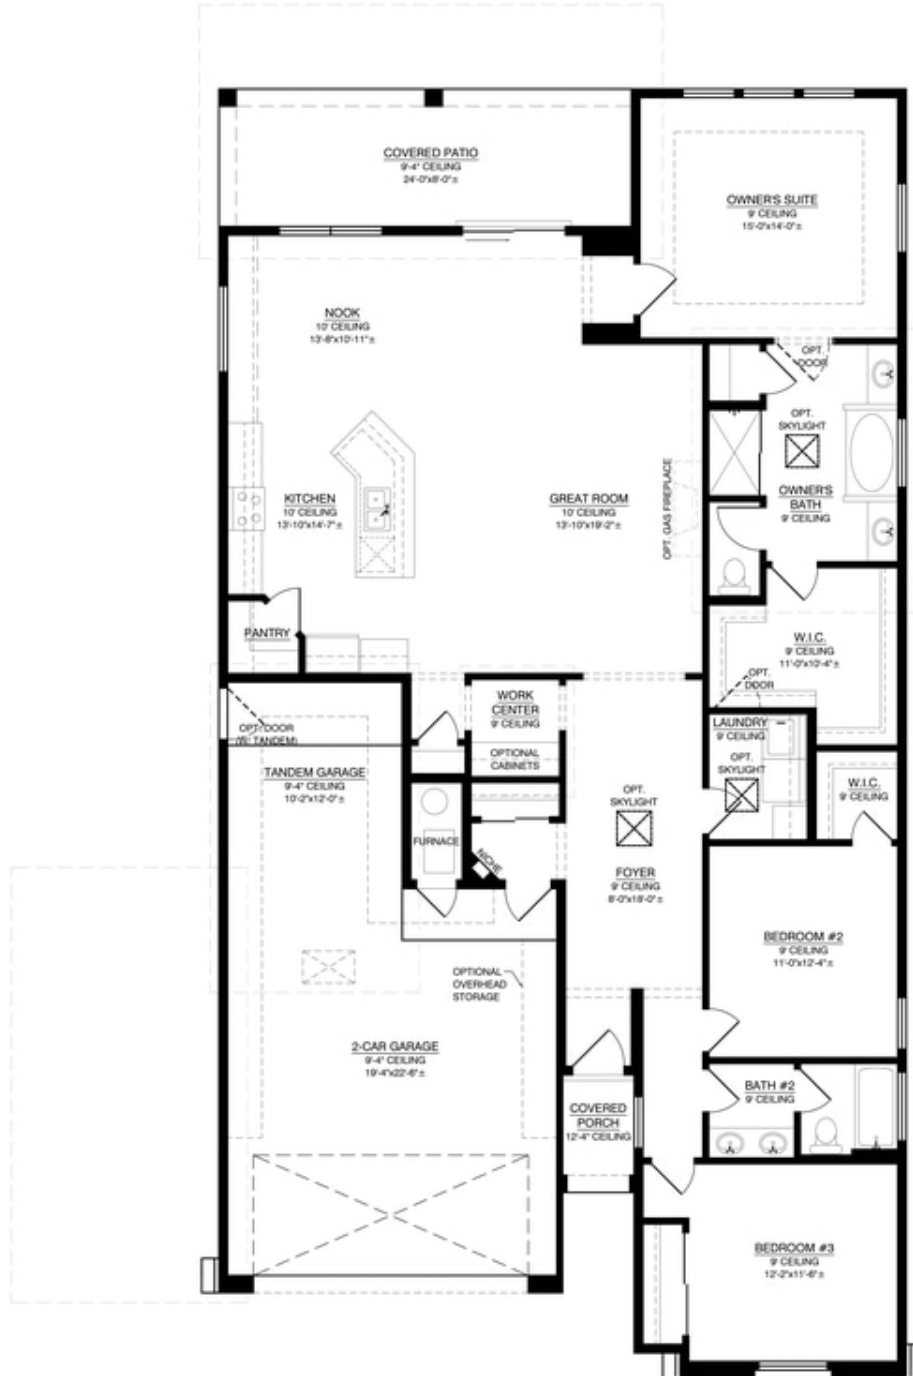 COVERED PATIO
9'-4" CEILING
24'-0"x8'-0"±
OWNER'S SUITE
9' CEILING
15'-0"x14'-0"±
NOOK
10' CEILING
13'-8"x10'-11"±
OPT.
DOOR
OPT.
SKYLIGHT
OWNER'S
BATH
9' CEILING
KITCHEN
10' CEILING
13'-10"x14'-7"±
GREAT ROOM
10' CEILING
13'-10"x19'-2"±
OPT. GAS FIREPLACE
PANTRY
W.I.C.
9' CEILING
11'-0"x10'-4"±
OPT.
DOOR
WORK
CENTER
9' CEILING
OPTIONAL
CABINETS
LAUNDRY
9' CEILING
OPT.
SKYLIGHT
OPT. DOOR
(W/ TANDEM)
TANDEM GARAGE
9'-4" CEILING
10'-2"x12'-0"±
W.I.C.
9' CEILING
OPT.
SKYLIGHT
FURNACE
NICHE
FOYER
9' CEILING
8'-0"x18'-0"±
BEDROOM #2
9' CEILING
11'-0"x12'-4"±
OPTIONAL
OVERHEAD
STORAGE
2-CAR GARAGE
9'-4" CEILING
19'-4"x22'-6"±
BATH #2
9' CEILING
COVERED
PORCH
12'-4" CEILING
BEDROOM #3
9' CEILING
12'-2"x11'-6"±